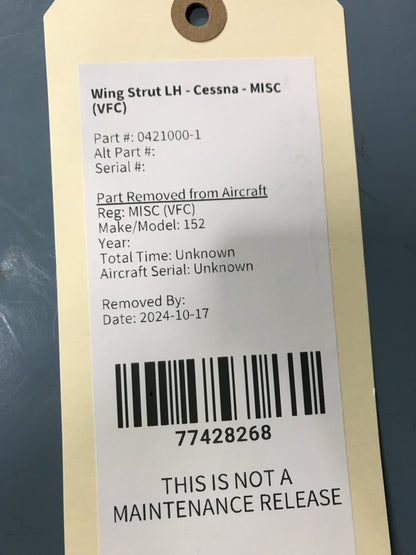 Wing Strut LH - Cessna - MISC
(VFC)
Part #: 0421000-1
Alt Part #:
Serial #:
Part Removed from Aircraft
Reg: MISC (VFC)
Make/Model: 152
Year:
Total Time: Unknown
Aircraft Serial: Unknown
Removed By:
Date: 2024-10-17
77428268
THIS IS NOT A
MAINTENANCE RELEASE